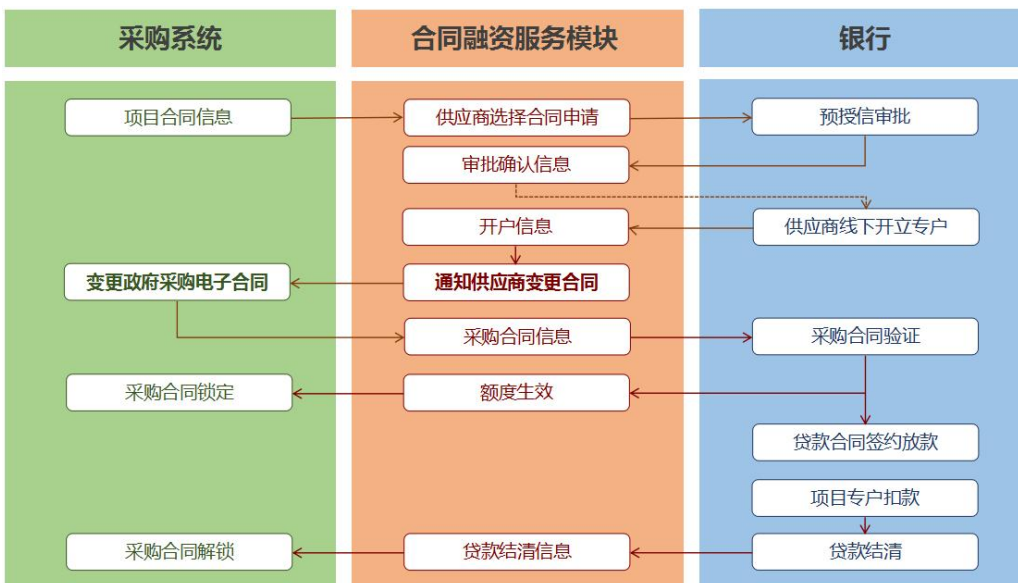 采购系统
合同融资服务模块
银行
项目合同信息
供应商选择合同申请
预授信审批
审批确认信息
开户信息
供应商线下开立专户
变更政府采购电子合同
通知供应商变更合同
采购合同信息
采购合同验证
采购合同锁定
额度生效
贷款合同签约放款
项目专户扣款
采购合同解锁
贷款结清信息
贷款结清